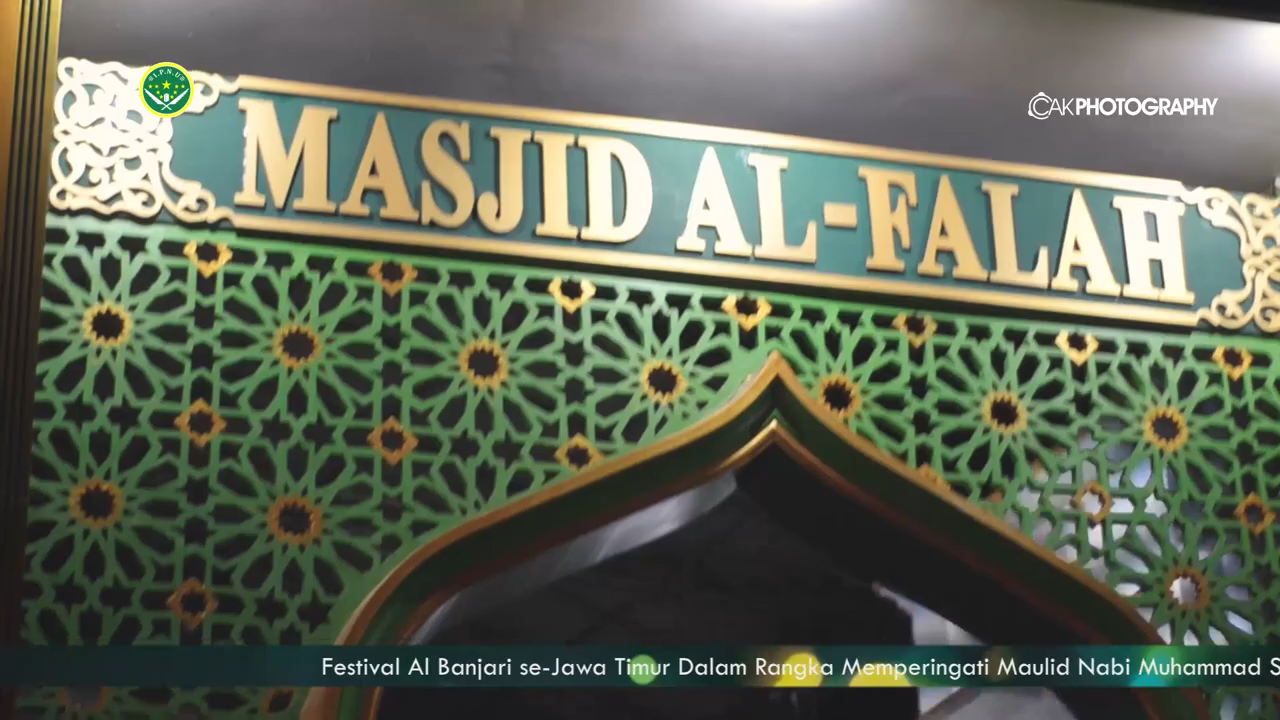 I.P.N.U
CAKPHOTOGRAPHY
MASJID AL-FALAH
Festival Al Banjari se-Jawa Timur Dalam Rangka Memperingati Maulid Nabi Muhammad S